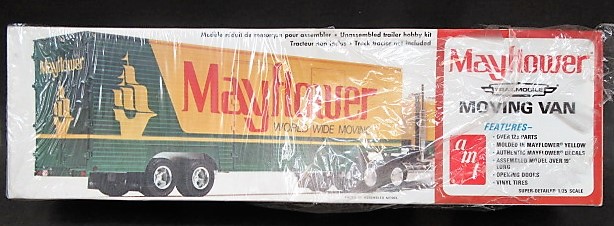 Modèle réduit de remorque pour assembler • Unassembled trailer hobby kit
Tracteur non inclus • Truck tractor not included
Mayflower
Mayflower
WORLD WIDE MOVING
Mayflower
TRAILMOBILE
MOVING VAN
FEATURES–
• OVER 125 PARTS
• MOLDED IN MAYFLOWER YELLOW
• AUTHENTIC MAYFLOWER DECALS
• ASSEMBLED MODEL OVER 19"
LONG
• OPENING DOORS
• VINYL TIRES
amt
SUPER-DETAILED 1/25 SCALE